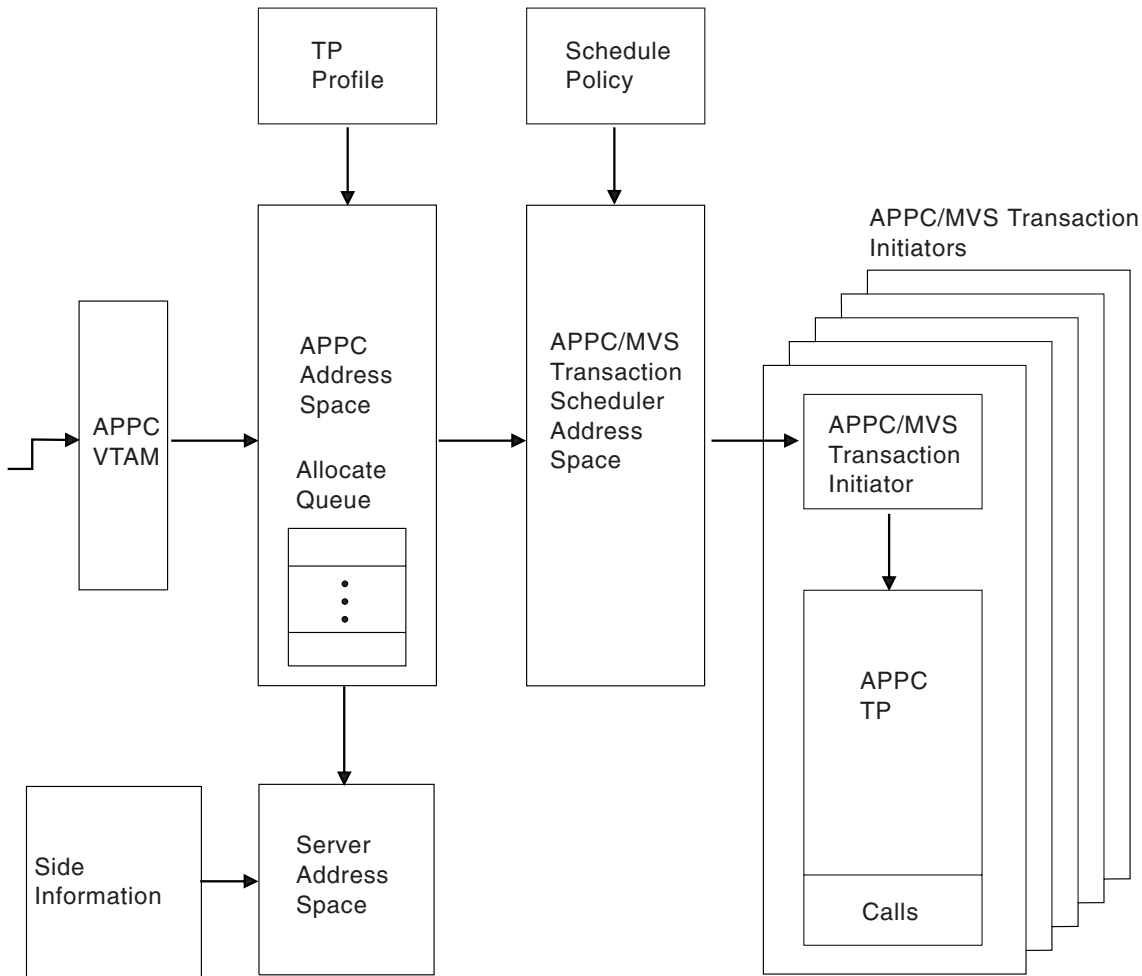 TP
Profile
Schedule
Policy
APPC/MVS Transaction
Initiators
APPC
VTAM
APPC
Address
Space
Allocate
Queue
APPC/MVS
Transaction
Scheduler
Address
Space
APPC/MVS
Transaction
Initiator
APPC
TP
Calls
Side
Information
Server
Address
Space